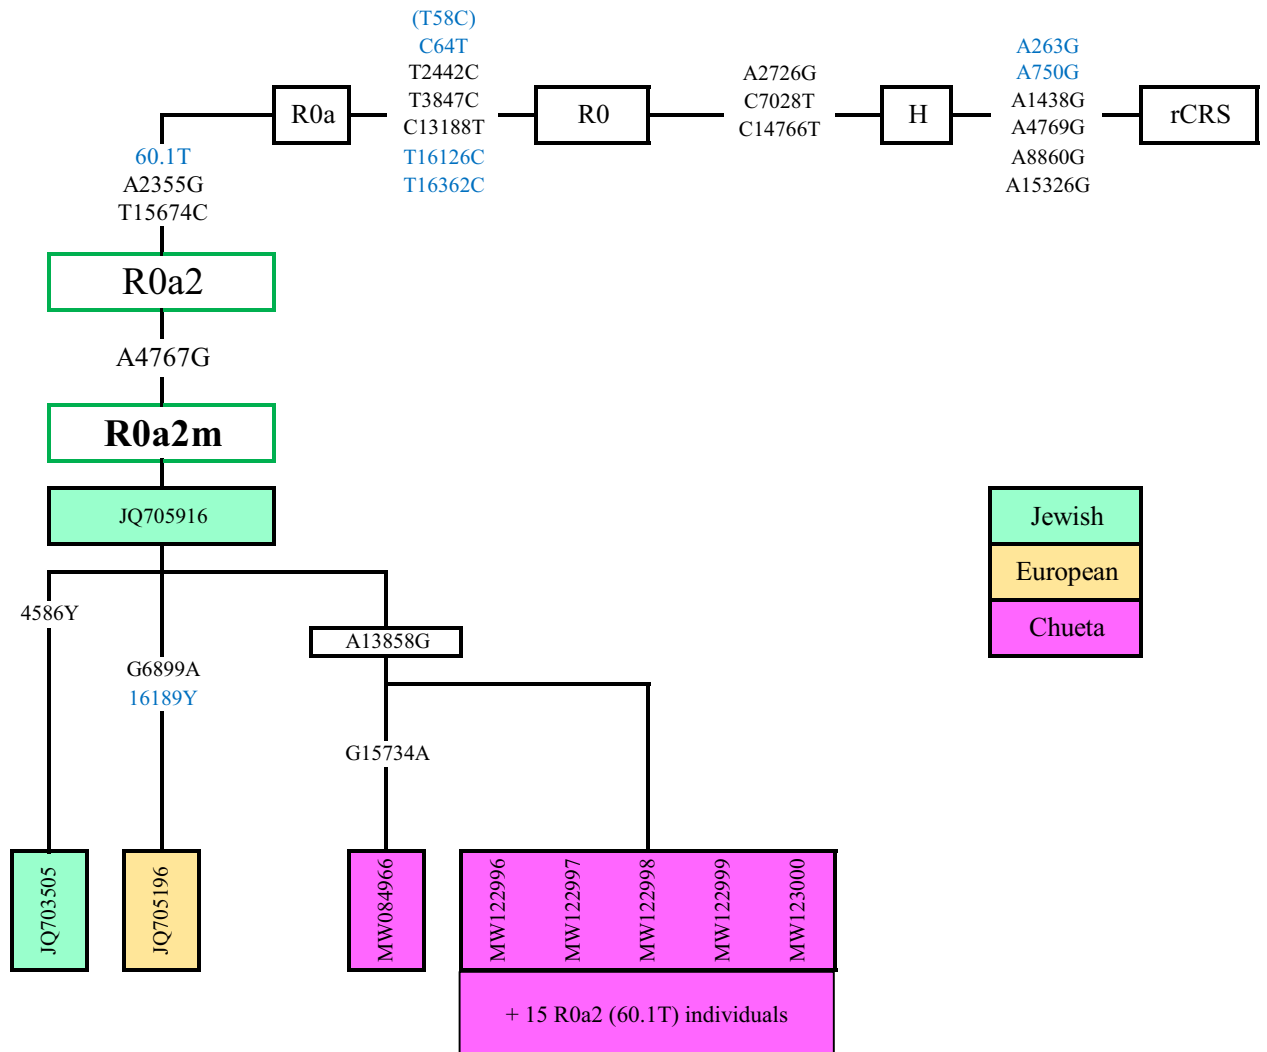 (T58C)
C64T
T2442C
T3847C
C13188T
T16126C
T16362C
A2726G
C7028T
C14766T
A263G
A750G
A1438G
A4769G
A8860G
A15326G
R0a
R0
H
rCRS
60.1T
A2355G
T15674C
R0a2
A4767G
R0a2m
JQ705916
Jewish
European
Chueta
4586Y
G6899A
16189Y
A13858G
G15734A
JQ703505
JQ705196
MW084966
MW122996
MW122997
MW122998
MW122999
MW123000
+ 15 R0a2 (60.1T) individuals